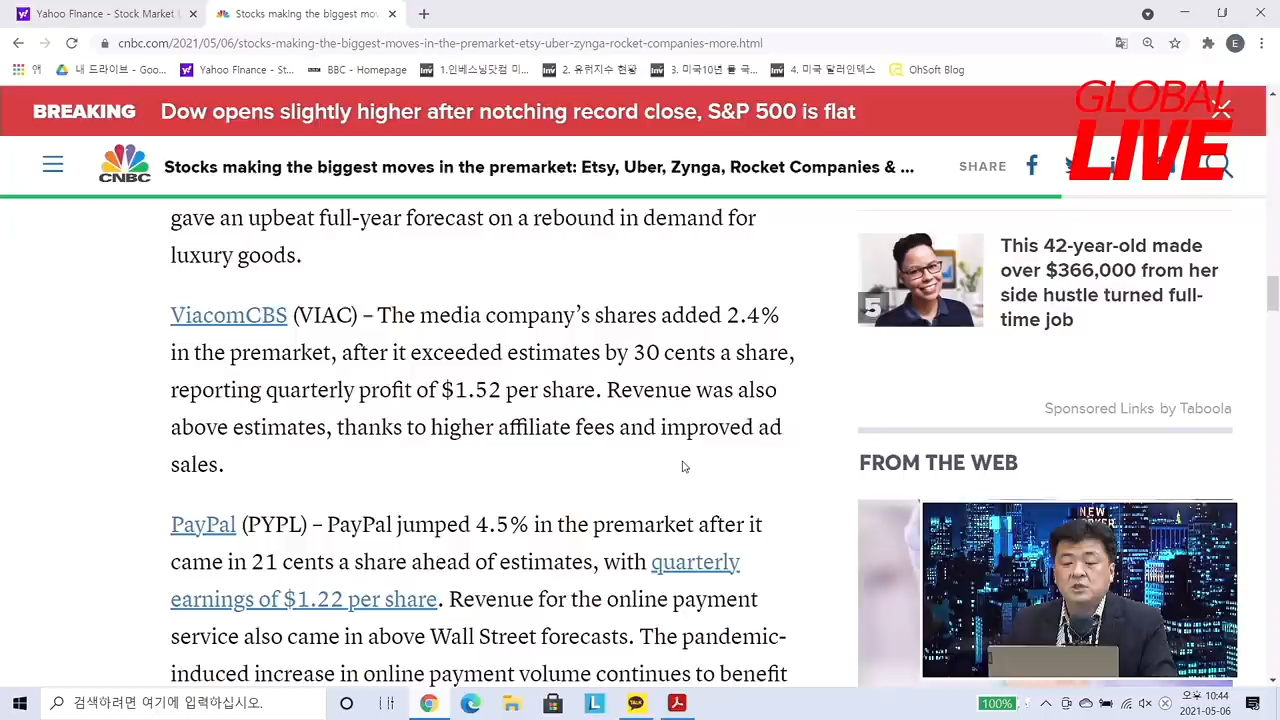 Yahoo Finance - Stock Market L
Stocks making the biggest mov
cnbc.com/2021/05/06/stocks-making-the-biggest-moves-in-the-premarket-etsy-uber-zynga-rocket-companies-more.html
E
앱
내 드라이브 - Goo...
Yahoo Finance - St...
BBC - Homepage
1.인베스팅닷컴 미...
2. 유럽지수 현황
3. 미국10년 물 국...
4. 미국 달러인덱스
OhSoft Blog
BREAKING
Dow opens slightly higher after notching record close, S&P 500 is flat
GLOBAL
LIVE
CNBC
Stocks making the biggest moves in the premarket: Etsy, Uber, Zynga, Rocket Companies & ...
SHARE
gave an upbeat full-year forecast on a rebound in demand for
luxury goods.
ViacomCBS (VIAC) – The media company’s shares added 2.4%
in the premarket, after it exceeded estimates by 30 cents a share,
reporting quarterly profit of $1.52 per share. Revenue was also
above estimates, thanks to higher affiliate fees and improved ad
sales.
PayPal (PYPL) – PayPal jumped 4.5% in the premarket after it
came in 21 cents a share ahead of estimates, with quarterly
earnings of $1.22 per share. Revenue for the online payment
service also came in above Wall Street forecasts. The pandemic-
induced increase in online payment volume continues to benefit
5
This 42-year-old made
over $366,000 from her
side hustle turned full-
time job
Sponsored Links by Taboola
FROM THE WEB
NEW
검색하려면 여기에 입력하십시오.
L
TALK
100%
오후 10:44
2021-05-06